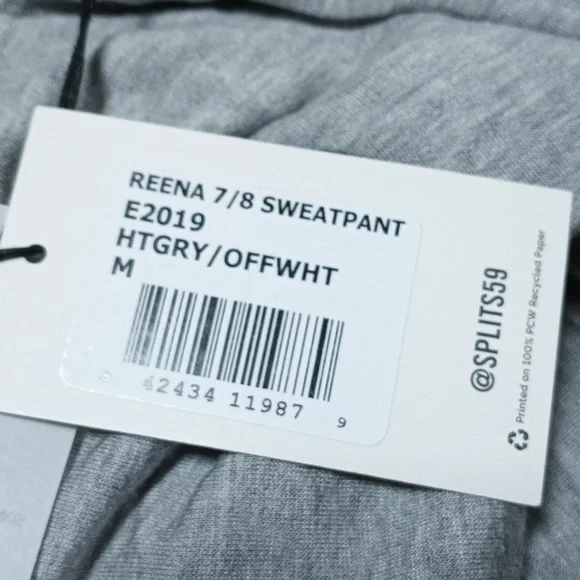 REENA 7/8 SWEATPANT
E2019
HTGRY/OFFWHT
M
42434 11987 9
@SPLITS59
Printed on 100% PCW Recycled Paper